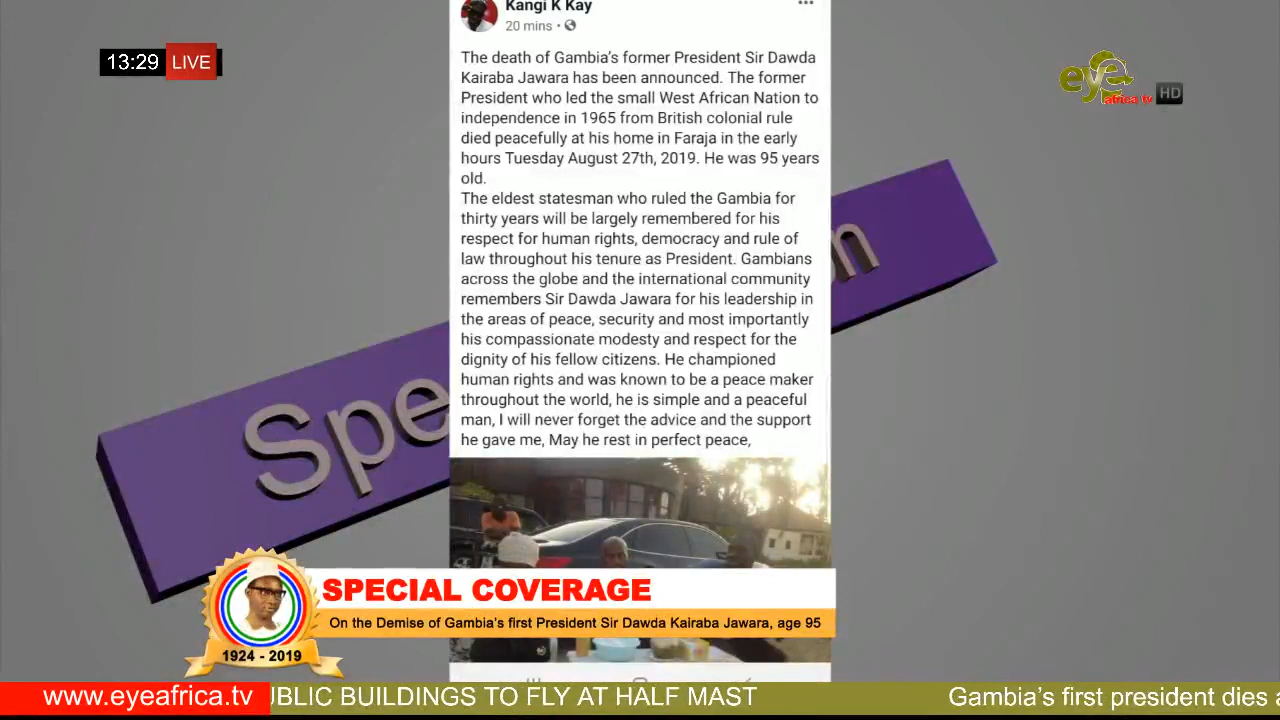 Kangi K Kay
20 mins
13:29 LIVE
eye africa tv HD
The death of Gambia's former President Sir Dawda
Kairaba Jawara has been announced. The former
President who led the small West African Nation to
independence in 1965 from British colonial rule
died peacefully at his home in Faraja in the early
hours Tuesday August 27th, 2019. He was 95 years
old.
The eldest statesman who ruled the Gambia for
thirty years will be largely remembered for his
respect for human rights, democracy and rule of
law throughout his tenure as President. Gambians
across the globe and the international community
remembers Sir Dawda Jawara for his leadership in
the areas of peace, security and most importantly
his compassionate modesty and respect for the
dignity of his fellow citizens. He championed
human rights and was known to be a peace maker
throughout the world, he is simple and a peaceful
man, I will never forget the advice and the support
he gave me, May he rest in perfect peace,
Spe
n
SPECIAL COVERAGE
On the Demise of Gambia's first President Sir Dawda Kairaba Jawara, age 95
1924 - 2019
www.eyeafrica.tv UBLIC BUILDINGS TO FLY AT HALF MAST Gambia's first president dies a